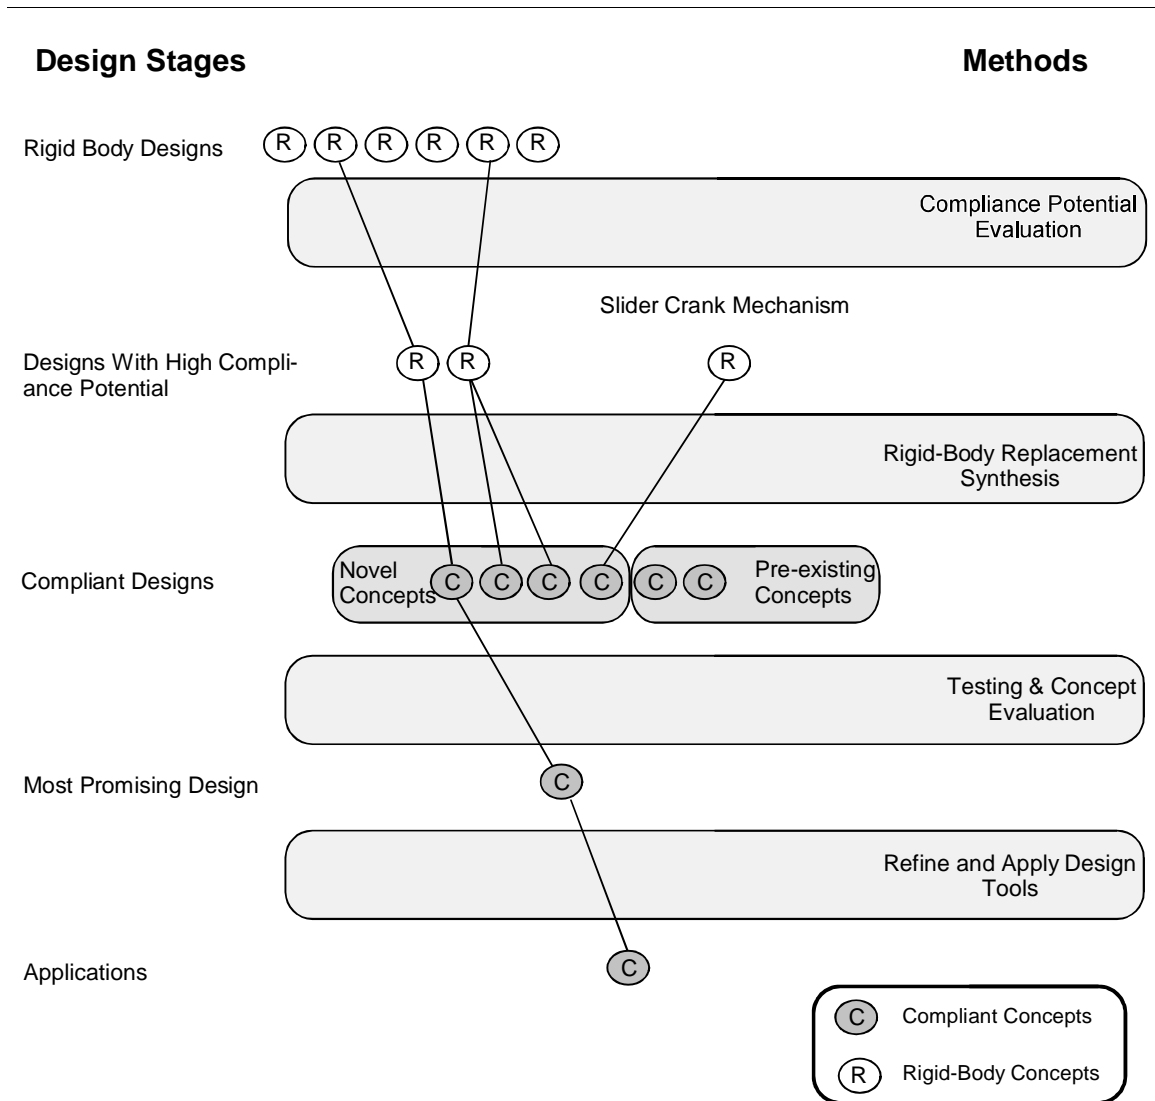 Design Stages
Methods
Rigid Body Designs
R R R R R R
Compliance Potential
Evaluation
Slider Crank Mechanism
Designs With High Compli-
ance Potential
R R R
Rigid-Body Replacement
Synthesis
Compliant Designs
Novel
Concepts
C C C C C C
Pre-existing
Concepts
Testing & Concept
Evaluation
Most Promising Design
C
Refine and Apply Design
Tools
Applications
C
C Compliant Concepts
R Rigid-Body Concepts